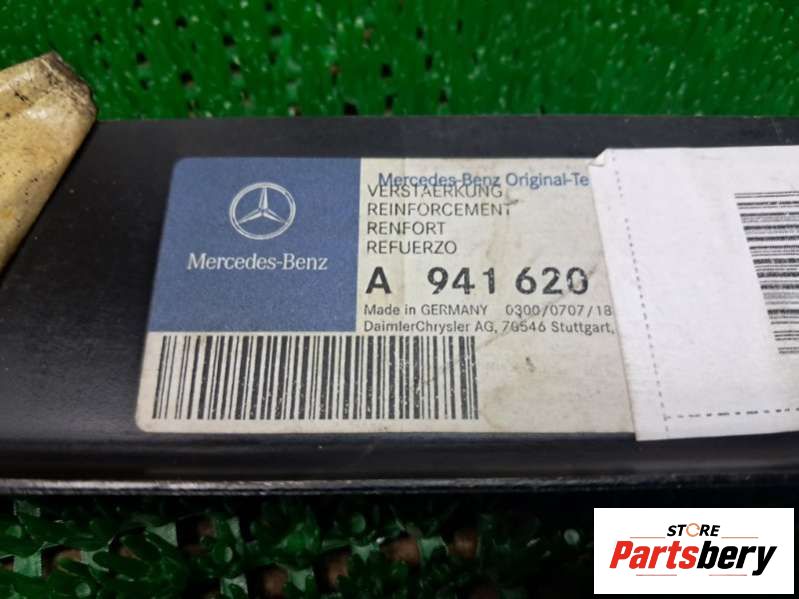 Mercedes-Benz
Mercedes-Benz Original-Te
VERSTAERKUNG
REINFORCEMENT
RENFORT
REFUERZO
A 941 620
Made in GERMANY 0300/0707/18
DaimlerChrysler AG, 70546 Stuttgart,
STORE
Partsbery